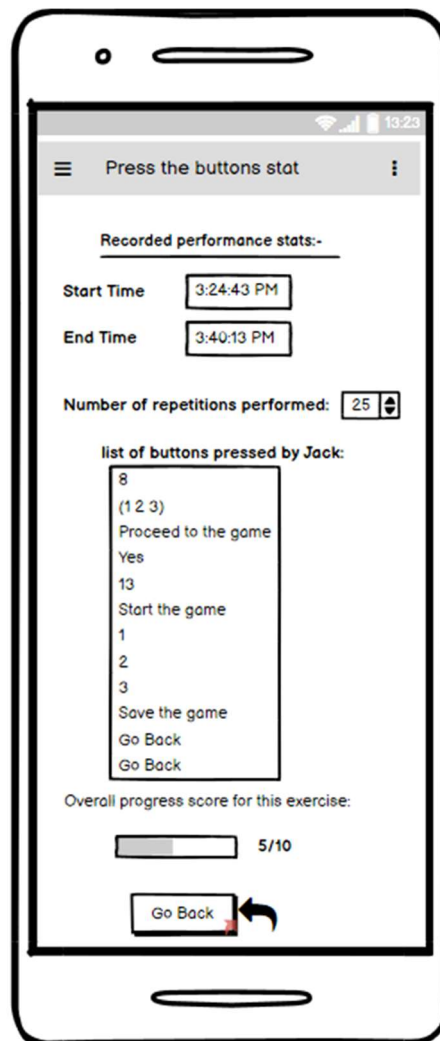 13:23
Press the buttons stat
Recorded performance stats:-
Start Time 3:24:43 PM
End Time 3:40:13 PM
Number of repetitions performed: 25
list of buttons pressed by Jack:
8
(1 2 3)
Proceed to the game
Yes
13
Start the game
1
2
3
Save the game
Go Back
Go Back
Overall progress score for this exercise:
5/10
Go Back